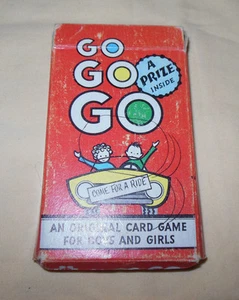 GO
GO
GO
A
PRIZE
INSIDE
COME FOR A RIDE
AN ORIGINAL CARD GAME
FOR BOYS AND GIRLS